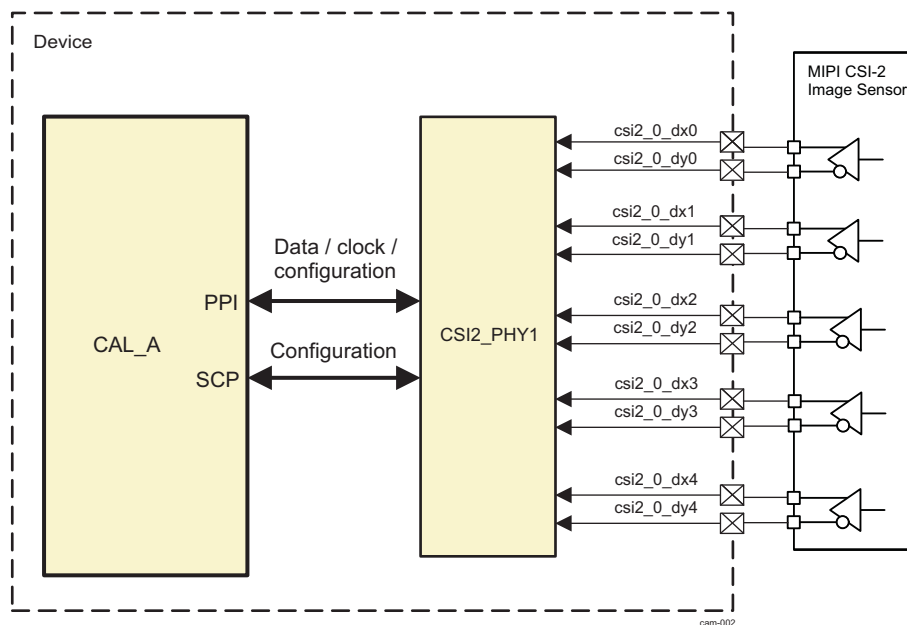 Device
MIPI CSI-2
Image Sensor
csi2_0_dx0
csi2_0_dy0
csi2_0_dx1
csi2_0_dy1
Data / clock /
configuration
PPI
csi2_0_dx2
CAL_A
CSI2_PHY1
csi2_0_dy2
Configuration
SCP
csi2_0_dx3
csi2_0_dy3
csi2_0_dx4
csi2_0_dy4
cam-002